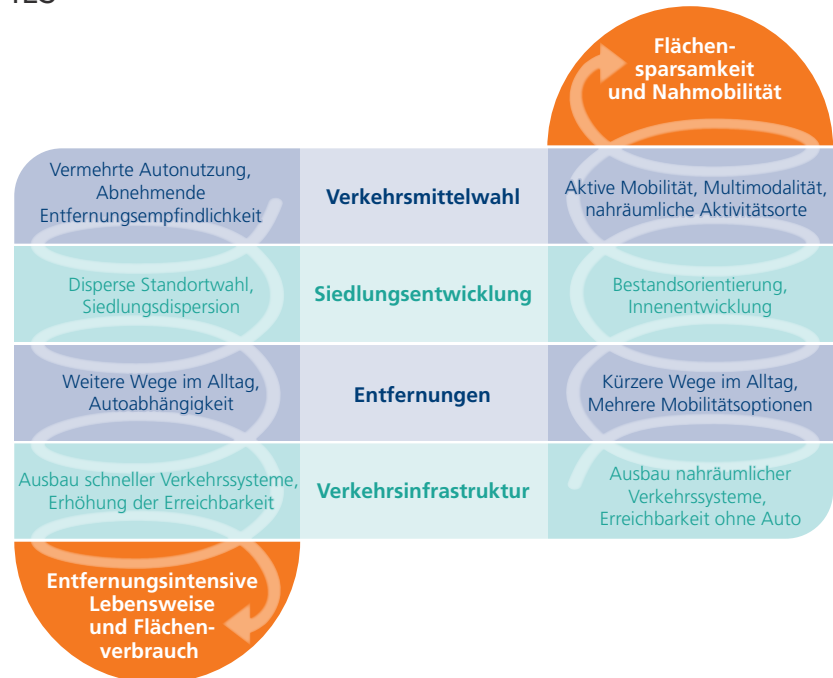 Flächen-
sparsamkeit
und Nahmobilität
Vermehrte Autonutzung,
Abnehmende
Entfernungsempfindlichkeit
Verkehrsmittelwahl
Aktive Mobilität, Multimodalität,
nahräumliche Aktivitätsorte
Disperse Standortwahl,
Siedlungsdispersion
Siedlungsentwicklung
Bestandsorientierung,
Innenentwicklung
Weitere Wege im Alltag,
Autoabhängigkeit
Entfernungen
Kürzere Wege im Alltag,
Mehrere Mobilitätsoptionen
Ausbau schneller Verkehrssysteme,
Erhöhung der Erreichbarkeit
Verkehrsinfrastruktur
Ausbau nahräumlicher
Verkehrssysteme,
Erreichbarkeit ohne Auto
Entfernungsintensive
Lebensweise
und Flächen-
verbrauch